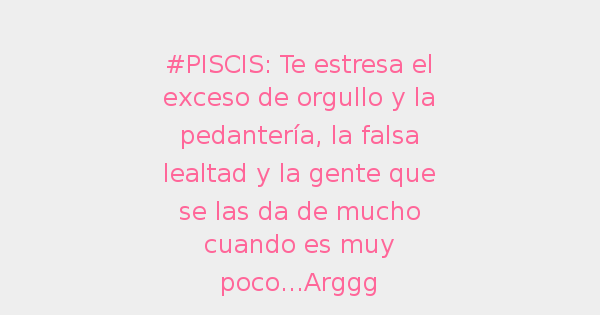 #PISCIS: Te estresa el
exceso de orgullo y la
pedantería, la falsa
lealtad y la gente que
se las da de mucho
cuando es muy
poco...Arggg